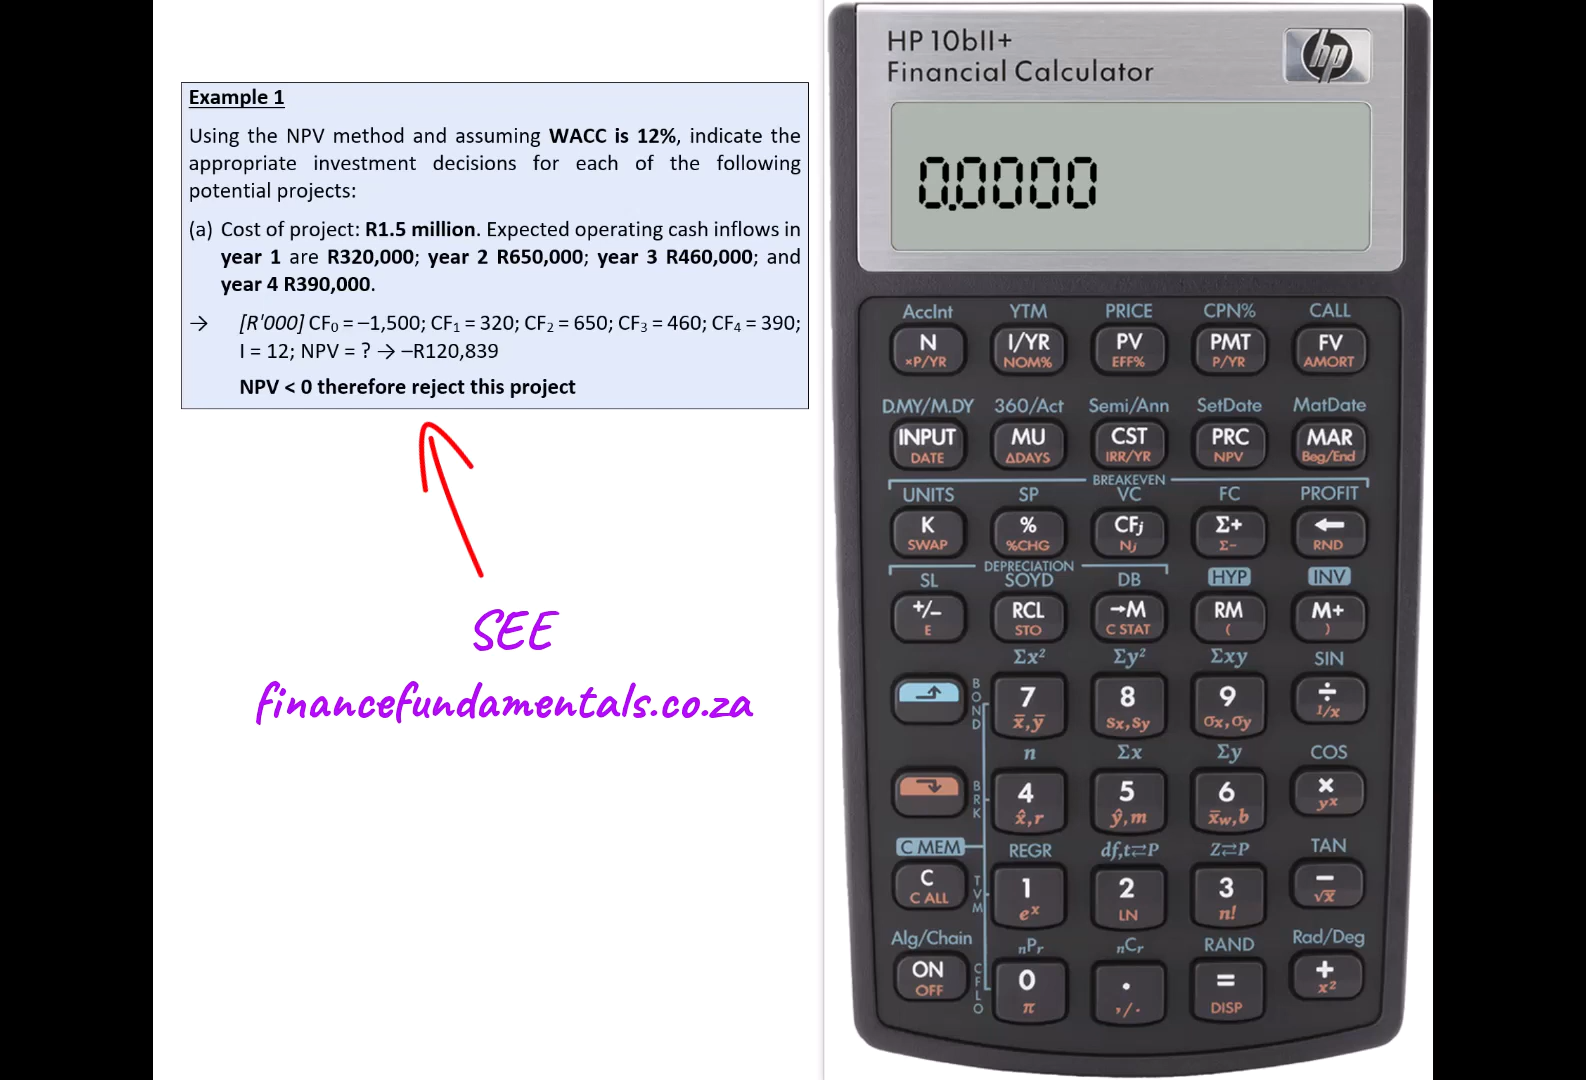 Example 1
Using the NPV method and assuming WACC is 12%, indicate the
appropriate investment decisions for each of the following
potential projects:
(a) Cost of project: R1.5 million. Expected operating cash inflows in
year 1 are R320,000; year 2 R650,000; year 3 R460,000; and
year 4 R390,000.
→ [R'000] CF₀ = –1,500; CF₁ = 320; CF₂ = 650; CF₃ = 460; CF₄ = 390;
I = 12; NPV = ? → –R120,839
NPV < 0 therefore reject this project
SEE
financefundamentals.co.za
HP 10bII+
Financial Calculator
hp
0.0000
AccInt YTM PRICE CPN% CALL
N I/YR PV PMT FV
×P/YR NOM% EFF% P/YR AMORT
D.MY/M.DY 360/Act Semi/Ann SetDate MatDate
INPUT MU CST PRC MAR
DATE ΔDAYS IRR/YR NPV Beg/End
BREAKEVEN
UNITS SP VC FC PROFIT
K % CFj Σ+ ←
SWAP %CHG Nj Σ− RND
DEPRECIATION
SL SOYD DB HYP INV
+/− RCL →M RM M+
E STO C STAT ( )
Σx² Σy² Σxy SIN
7 8 9 ÷
x̄,ȳ sx,sy σx,σy 1/x
BOND
n Σx Σy COS
4 5 6 ×
x̂,r ŷ,m x̄w,b yˣ
BRK
C MEM REGR df,t⇄P Z⇄P TAN
C 1 2 3 −
C ALL eˣ LN n! √x
TVM
Alg/Chain nPr nCr RAND Rad/Deg
ON 0 . = +
OFF π ,/. DISP x²
CFLO